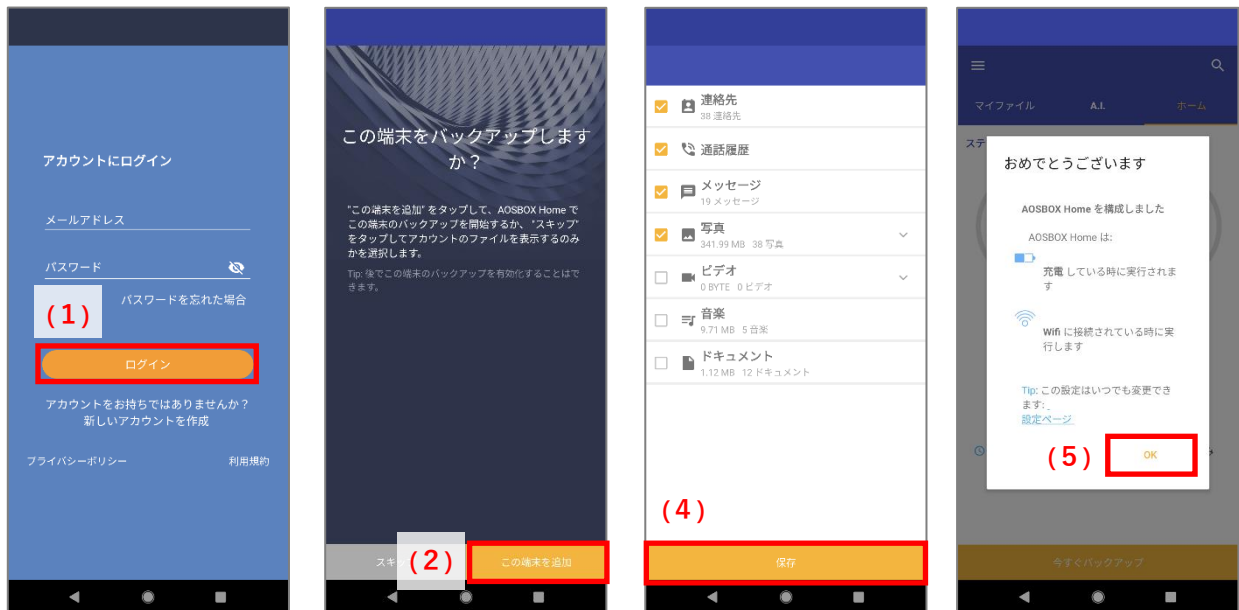 アカウントにログイン
メールアドレス
パスワード
パスワードを忘れた場合
(1)
ログイン
アカウントをお持ちではありませんか？
新しいアカウントを作成
プライバシーポリシー
利用規約
この端末をバックアップします
か？
"この端末を追加" をタップして、AOSBOX Home で
この端末のバックアップを開始するか、"スキップ"
をタップしてアカウントのファイルを表示するのみ
かを選択します。
Tip: 後でこの端末のバックアップを有効化することはで
きます。
(2)
この端末を追加
連絡先
38 連絡先
通話履歴
メッセージ
19 メッセージ
写真
341.99 MB 38 写真
ビデオ
0 BYTE 0 ビデオ
音楽
9.71 MB 5 音楽
ドキュメント
1.12 MB 12 ドキュメント
(4)
保存
マイファイル
A.I.
ホーム
ステ
おめでとうございます
AOSBOX Home を構成しました
AOSBOX Home は:
充電 している時に実行されま
す
Wifi に接続されている時に実
行します
Tip: この設定はいつでも変更でき
ます:
設定ページ
(5)
OK
今すぐバックアップ